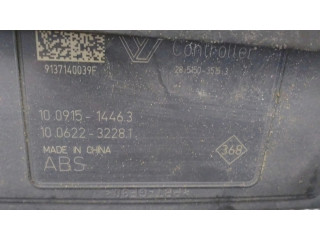 Controller
9137140039F
10.0915-1446.3
10.0622-3228.1
MADE IN CHINA
ABS
368